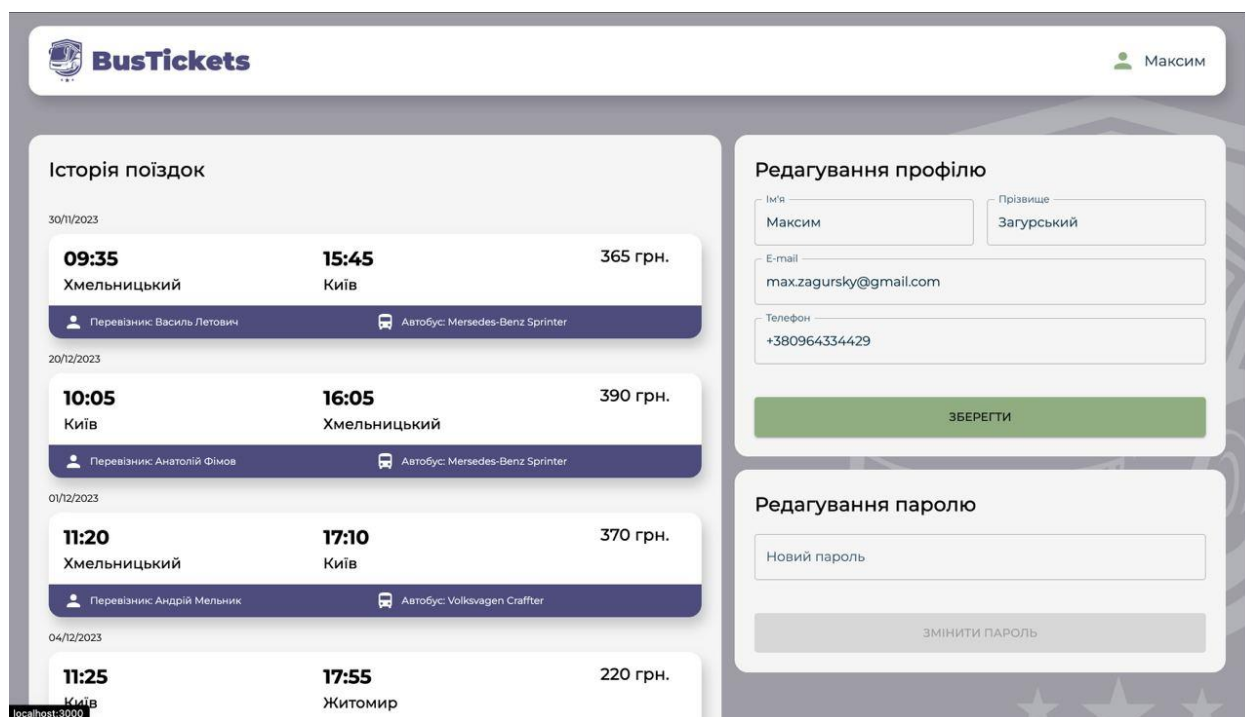 BusTickets
Максим
Історія поїздок
30/11/2023
09:35 15:45 365 грн.
Хмельницький Київ
Перевізник: Василь Летович Автобус: Mersedes-Benz Sprinter
20/12/2023
10:05 16:05 390 грн.
Київ Хмельницький
Перевізник: Анатолій Фімов Автобус: Mersedes-Benz Sprinter
01/12/2023
11:20 17:10 370 грн.
Хмельницький Київ
Перевізник: Андрій Мельник Автобус: Volksvagen Craffter
04/12/2023
11:25 17:55 220 грн.
Київ Житомир
localhost:3000
Редагування профілю
Ім'я Прізвище
Максим Загурський
E-mail
max.zagursky@gmail.com
Телефон
+380964334429
ЗБЕРЕГТИ
Редагування паролю
Новий пароль
ЗМІНИТИ ПАРОЛЬ